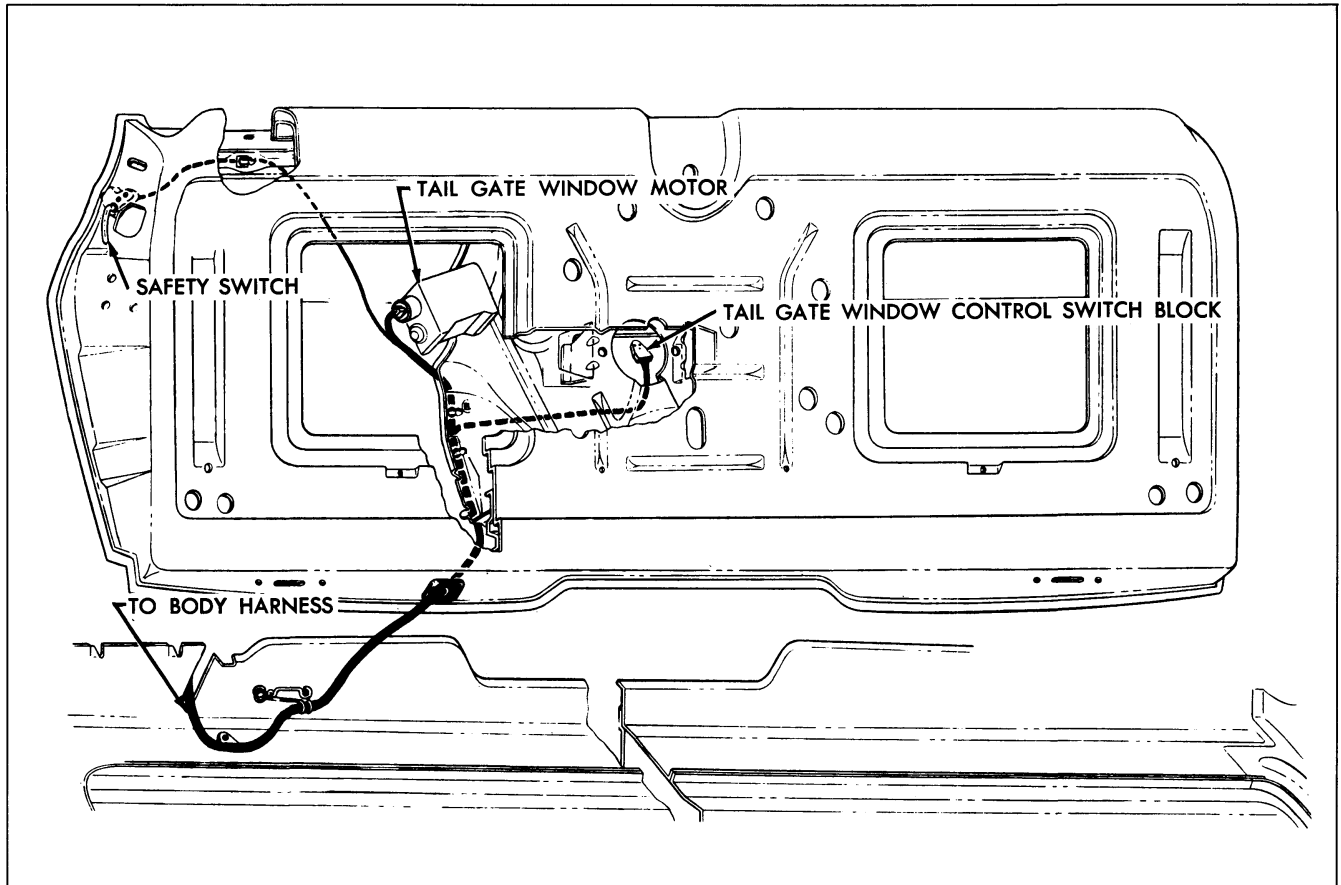 TAIL GATE WINDOW MOTOR
SAFETY SWITCH
TAIL GATE WINDOW CONTROL SWITCH BLOCK
TO BODY HARNESS